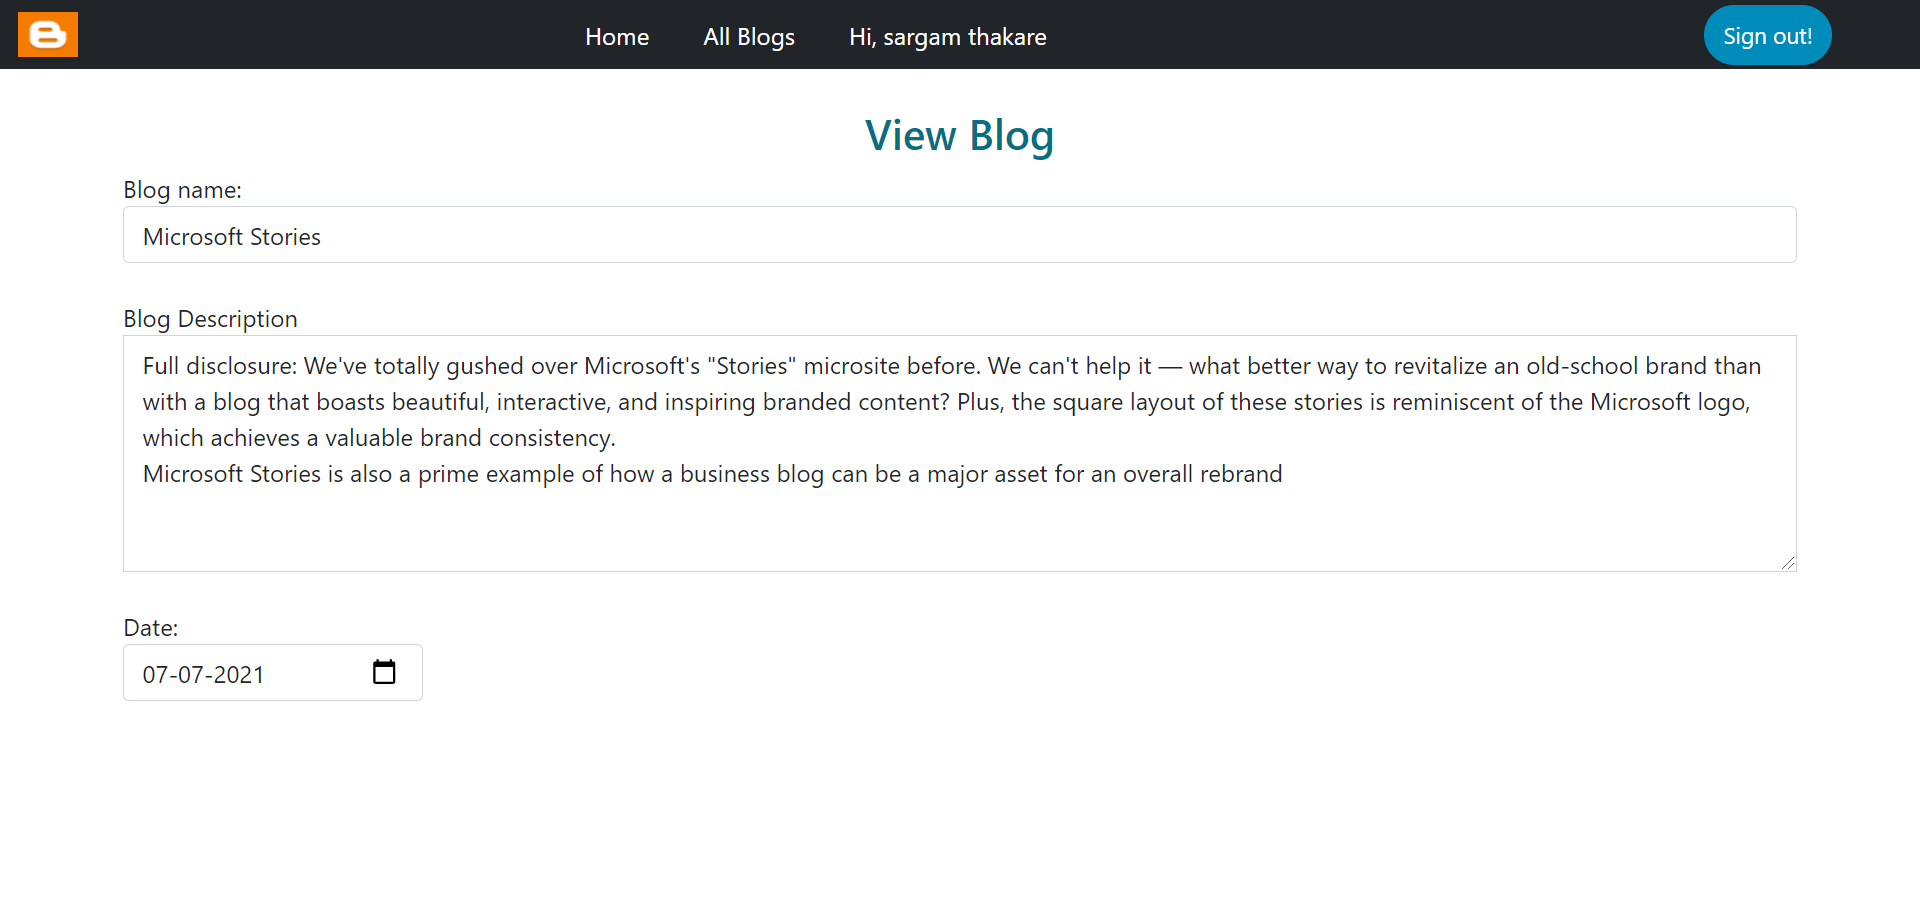 Home All Blogs Hi, sargam thakare Sign out!
View Blog
Blog name:
Microsoft Stories
Blog Description
Full disclosure: We've totally gushed over Microsoft's "Stories" microsite before. We can't help it — what better way to revitalize an old-school brand than
with a blog that boasts beautiful, interactive, and inspiring branded content? Plus, the square layout of these stories is reminiscent of the Microsoft logo,
which achieves a valuable brand consistency.
Microsoft Stories is also a prime example of how a business blog can be a major asset for an overall rebrand
Date:
07-07-2021